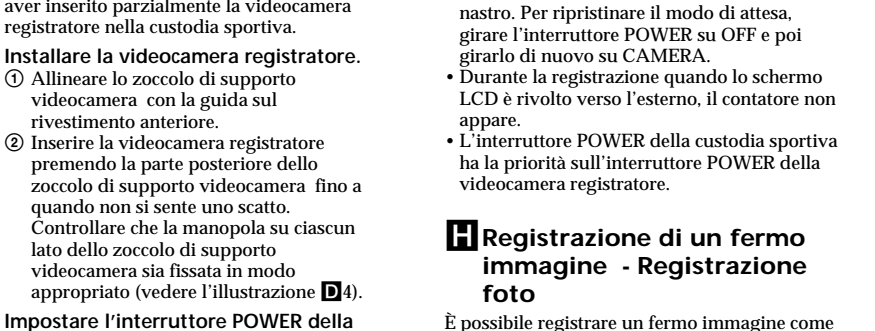 aver inserito parzialmente la videocamera
registratore nella custodia sportiva.
Installare la videocamera registratore.
① Allineare lo zoccolo di supporto
videocamera con la guida sul
rivestimento anteriore.
② Inserire la videocamera registratore
premendo la parte posteriore dello
zoccolo di supporto videocamera fino a
quando non si sente uno scatto.
Controllare che la manopola su ciascun
lato dello zoccolo di supporto
videocamera sia fissata in modo
appropriato (vedere l'illustrazione D4).
Impostare l'interruttore POWER della
nastro. Per ripristinare il modo di attesa,
girare l'interruttore POWER su OFF e poi
girarlo di nuovo su CAMERA.
• Durante la registrazione quando lo schermo
LCD è rivolto verso l'esterno, il contatore non
appare.
• L'interruttore POWER della custodia sportiva
ha la priorità sull'interruttore POWER della
videocamera registratore.
H Registrazione di un fermo
immagine - Registrazione
foto
È possibile registrare un fermo immagine come